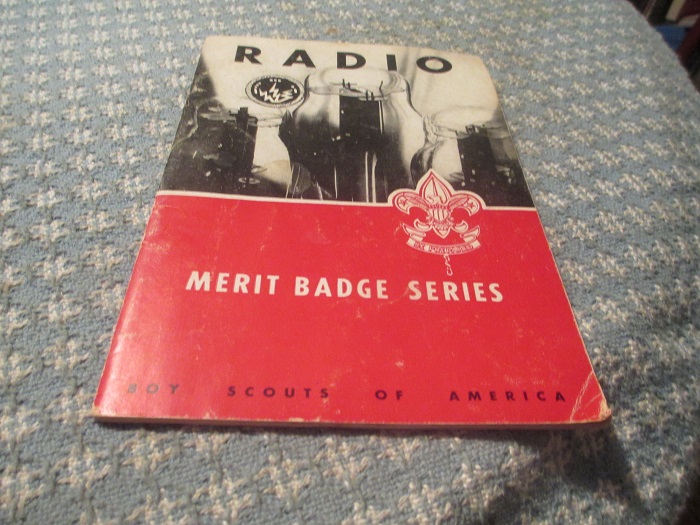 RADIO
MERIT BADGE SERIES
BOY SCOUTS OF AMERICA